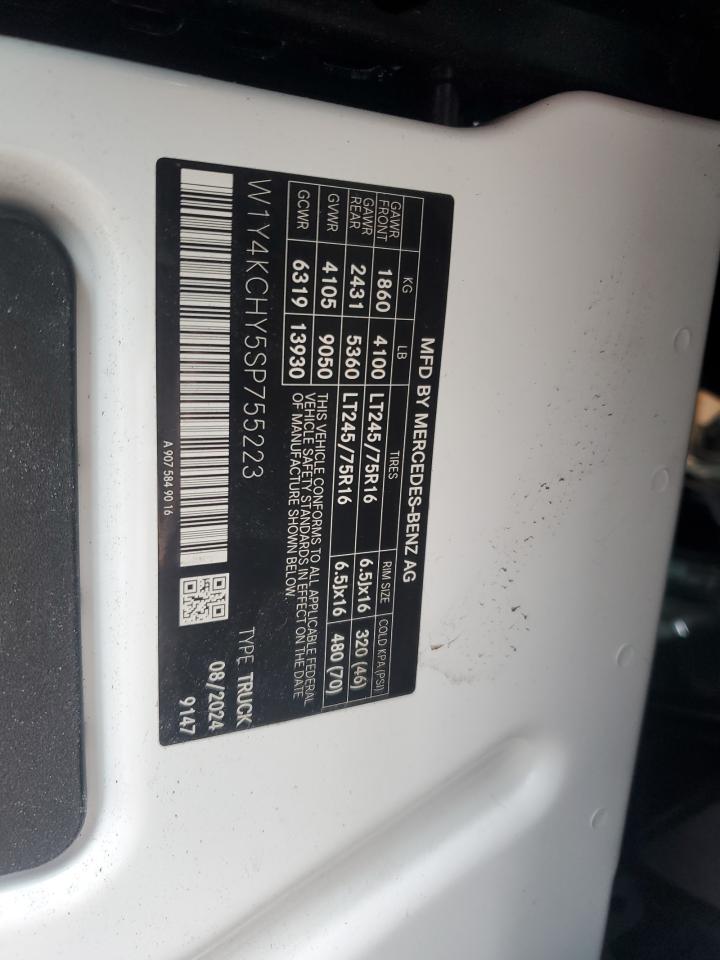 MFD BY MERCEDES-BENZ AG
KG LB TIRES RIM SIZE COLD KPA (PSI)
GAWR FRONT 1860 4100 LT245/75R16 6.5Jx16 320 (46)
GAWR REAR 2431 5360 LT245/75R16 6.5Jx16 480 (70)
GVWR 4105 9050
GCWR 6319 13930
THIS VEHICLE CONFORMS TO ALL APPLICABLE FEDERAL
VEHICLE SAFETY STANDARDS IN EFFECT ON THE DATE
OF MANUFACTURE SHOWN BELOW.
W1Y4KCHY5SP755223
TYPE TRUCK
08/2024
9147
A 907 584 90 16